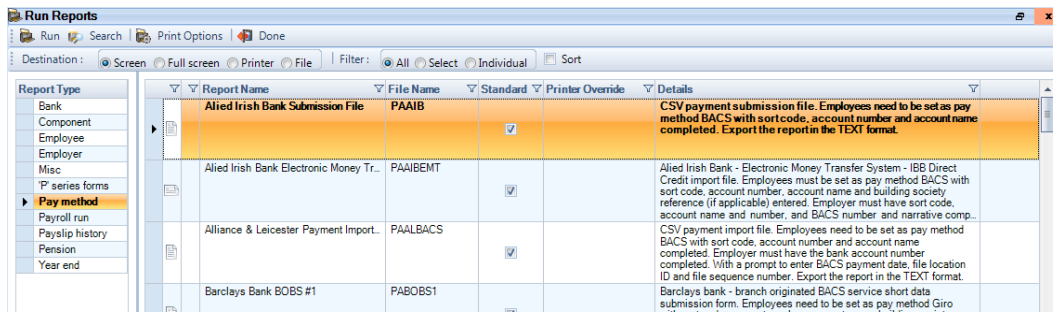 Run Reports
Run Search Print Options Done
Destination : Screen Full screen Printer File Filter : All Select Individual Sort
Report Type
Bank
Component
Employee
Employer
Misc
'P' series forms
Pay method
Payroll run
Payslip history
Pension
Year end
Report Name File Name Standard Printer Override Details
Alied Irish Bank Submission File PAAIB
CSV payment submission file. Employees need to be set as pay
method BACS with sort code, account number and account name
completed. Export the report in the TEXT format.
Alied Irish Bank Electronic Money Tr... PAAIBEMT
Alied Irish Bank - Electronic Money Transfer System - IBB Direct
Credit import file. Employees must be set as pay method BACS with
sort code, account number, account name and building society
reference (if applicable) entered. Employer must have sort code,
account name and number, and BACS number and narrative comp...
Alliance & Leicester Payment Import... PAALBACS
CSV payment import file. Employees need to be set as pay method
BACS with sort code, account number and account name
completed. Employer must have the bank account number
completed. With a prompt to enter BACS payment date, file location
ID and file sequence number. Export the report in the TEXT format.
Barclays Bank BOBS #1 PABOBS1
Barclays bank - branch originated BACS service short data
submission form. Employees need to be set as pay method Giro